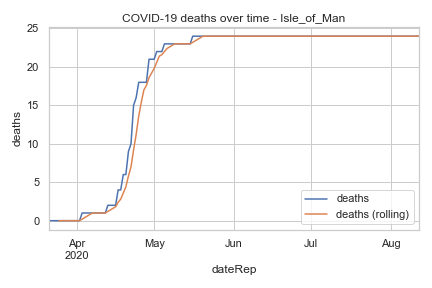 COVID-19 deaths over time - Isle_of_Man
25
20
15
10
5
0
deaths
deaths
deaths (rolling)
Apr
2020
May
Jun
Jul
Aug
dateRep